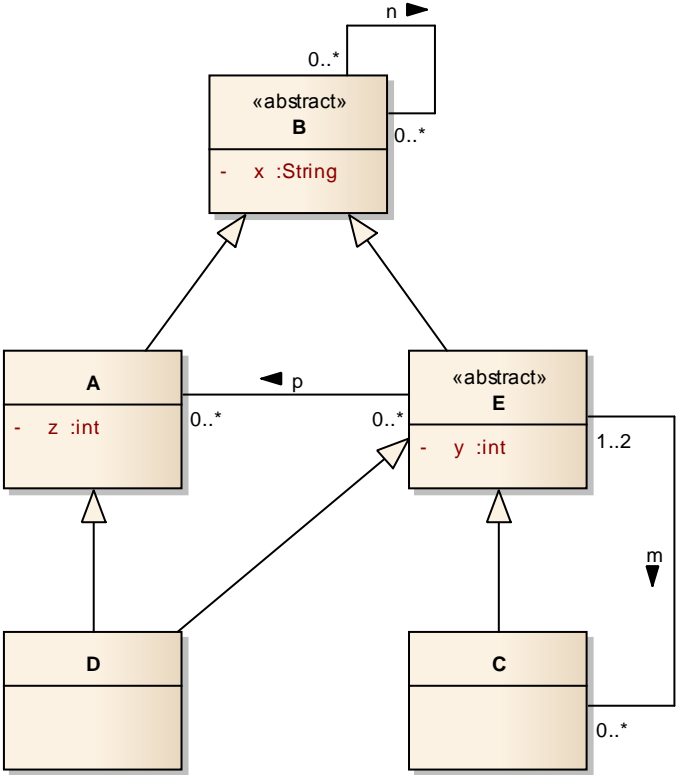 n
0..*
«abstract»
B
0..*
- x :String
A
«abstract»
E
p
0..*
0..*
- z :int
- y :int
1..2
m
D
C
0..*